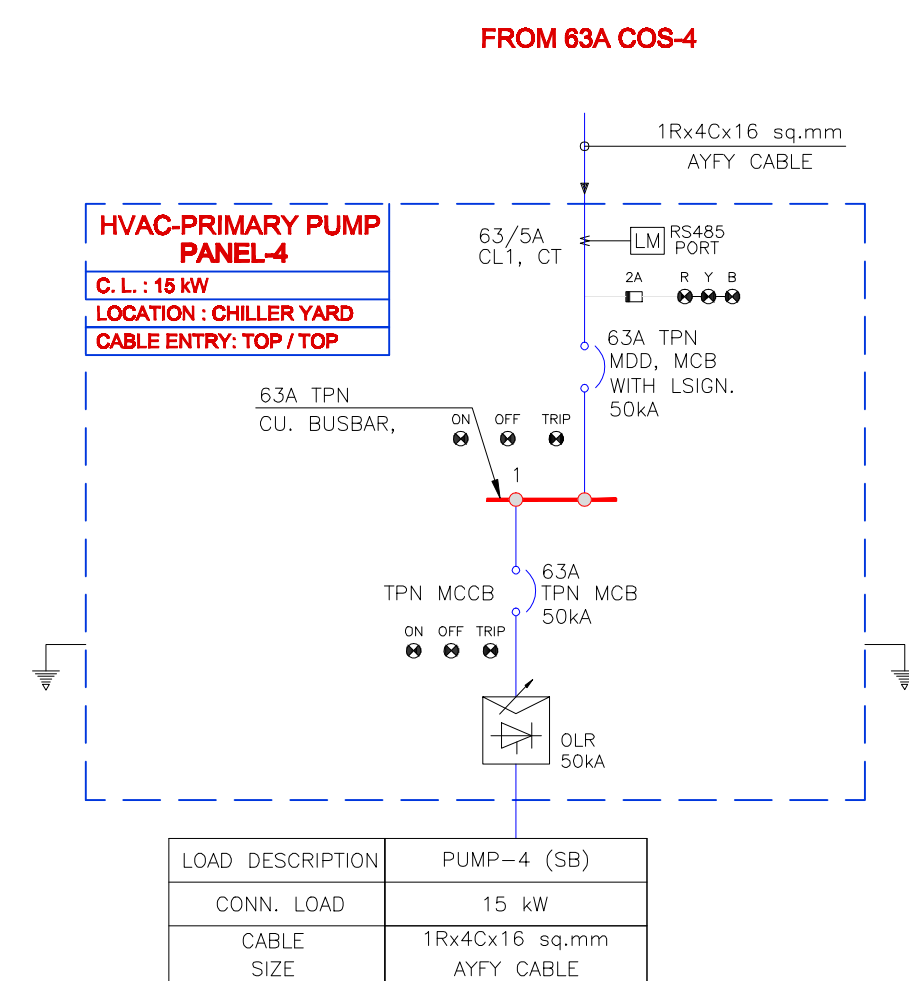 FROM 63A COS-4
1Rx4Cx16 sq.mm
AYFY CABLE
HVAC-PRIMARY PUMP
PANEL-4
C. L. : 15 kW
LOCATION : CHILLER YARD
CABLE ENTRY: TOP / TOP
63/5A
CL1, CT
LM
RS485
PORT
2A
R Y B
63A TPN
MDD, MCB
WITH LSIGN.
50kA
63A TPN
CU. BUSBAR,
ON OFF TRIP
1
TPN MCCB
63A
TPN MCB
50kA
ON OFF TRIP
OLR
50kA
LOAD DESCRIPTION PUMP-4 (SB)
CONN. LOAD 15 kW
CABLE
SIZE
1Rx4Cx16 sq.mm
AYFY CABLE